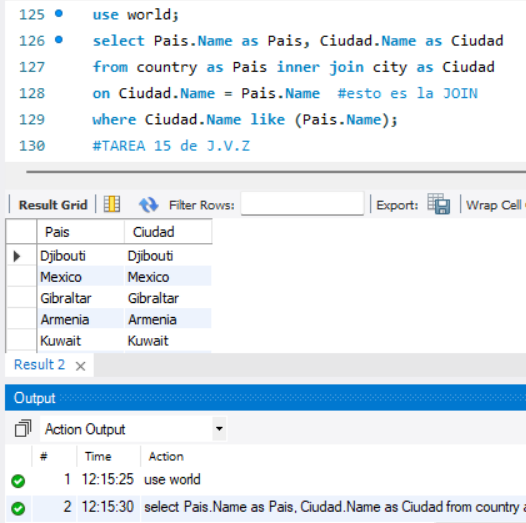 125 use world;
126 select Pais.Name as Pais, Ciudad.Name as Ciudad
127 from country as Pais inner join city as Ciudad
128 on Ciudad.Name = Pais.Name #esto es la JOIN
129 where Ciudad.Name like (Pais.Name);
130 #TAREA 15 de J.V.Z
Result Grid Filter Rows: Export: Wrap Cell
Pais Ciudad
Djibouti Djibouti
Mexico Mexico
Gibraltar Gibraltar
Armenia Armenia
Kuwait Kuwait
Result 2 ×
Output
Action Output
# Time Action
1 12:15:25 use world
2 12:15:30 select Pais.Name as Pais, Ciudad.Name as Ciudad from country